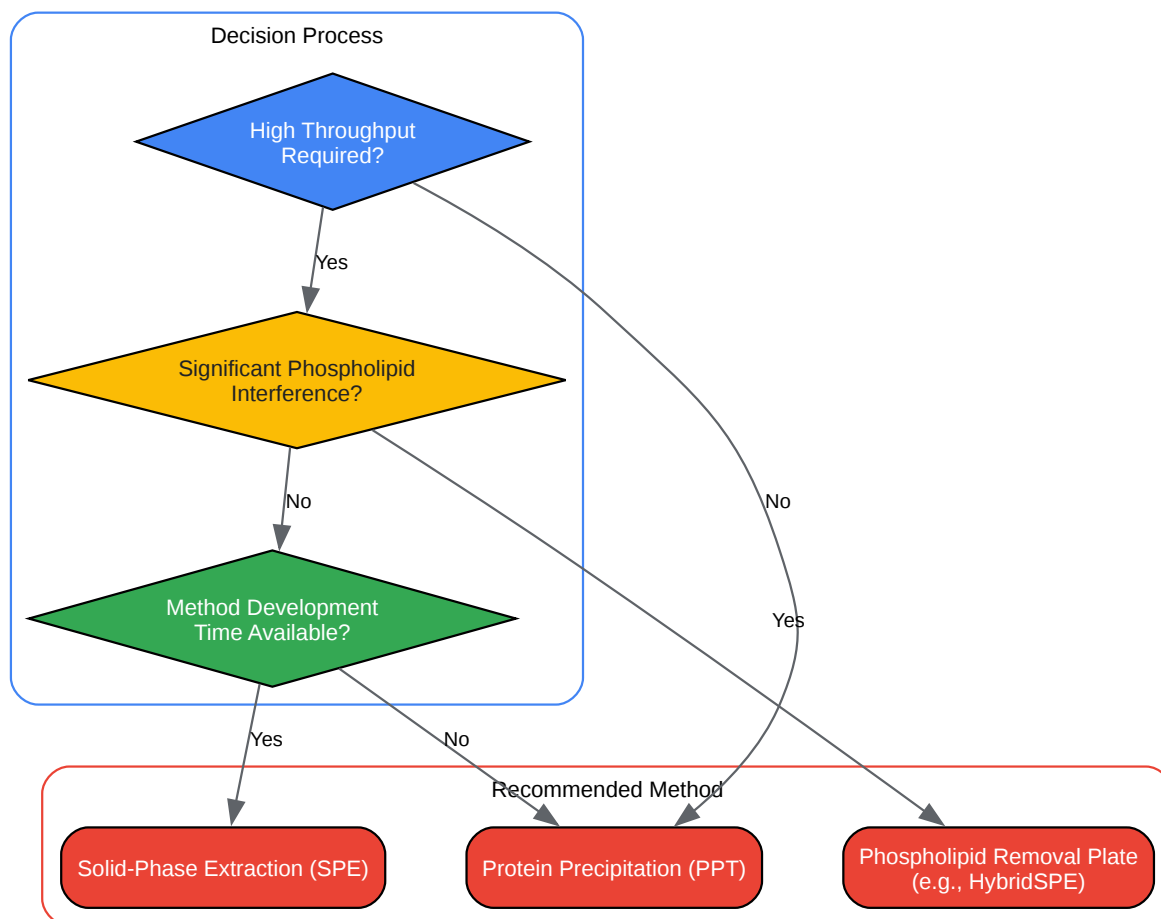 Decision Process
High Throughput
Required?
Yes
Significant Phospholipid
Interference?
No
No
Method Development
Time Available?
Yes
Yes
No
Recommended Method
Solid-Phase Extraction (SPE)
Protein Precipitation (PPT)
Phospholipid Removal Plate
(e.g., HybridSPE)